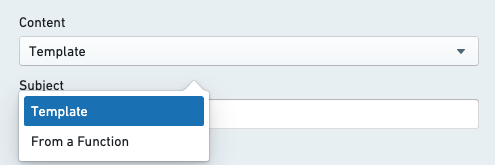 Content
Template
Subject
Template
From a Function